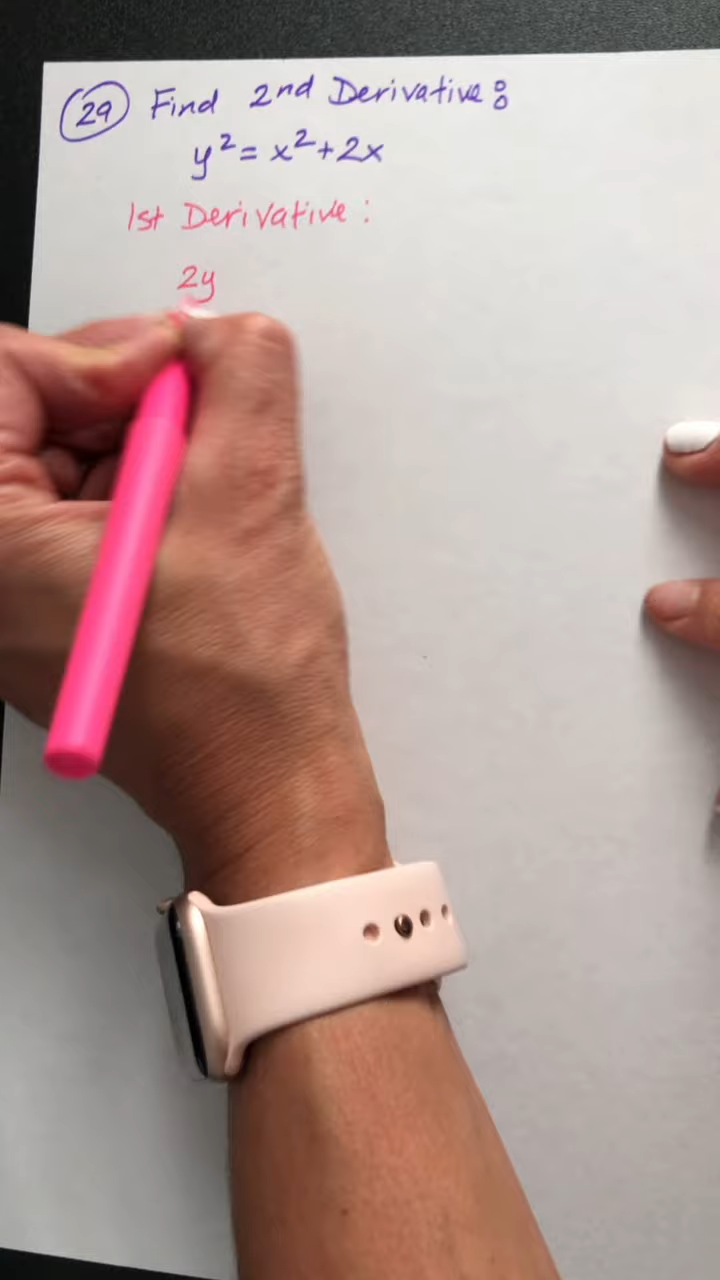 29 Find 2nd Derivative:
y² = x² + 2x
1st Derivative:
2y